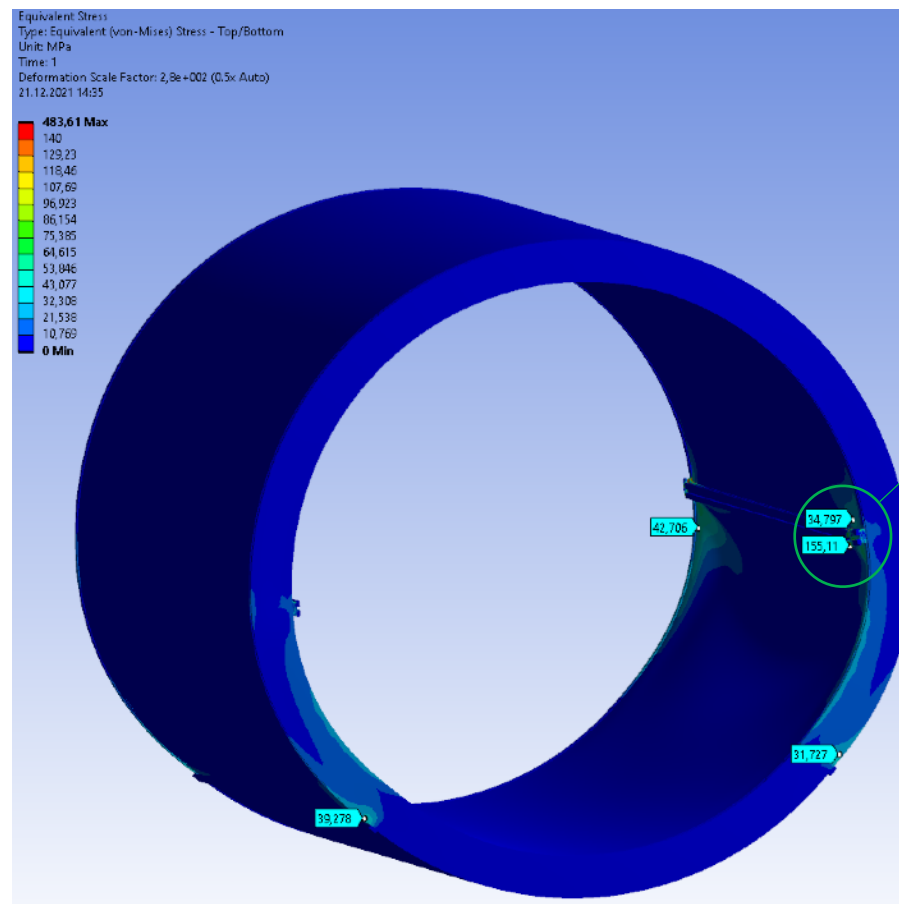 Equivalent Stress
Type: Equivalent (von-Mises) Stress - Top/Bottom
Unit: MPa
Time: 1
Deformation Scale Factor: 2,8e+002 (0.5x Auto)
21.12.2021 14:35
483,61 Max
140
129,23
118,46
107,69
96,923
86,154
75,385
64,615
53,846
43,077
32,308
21,538
10,769
0 Min
34,797
42,706
155,11
31,727
39,278